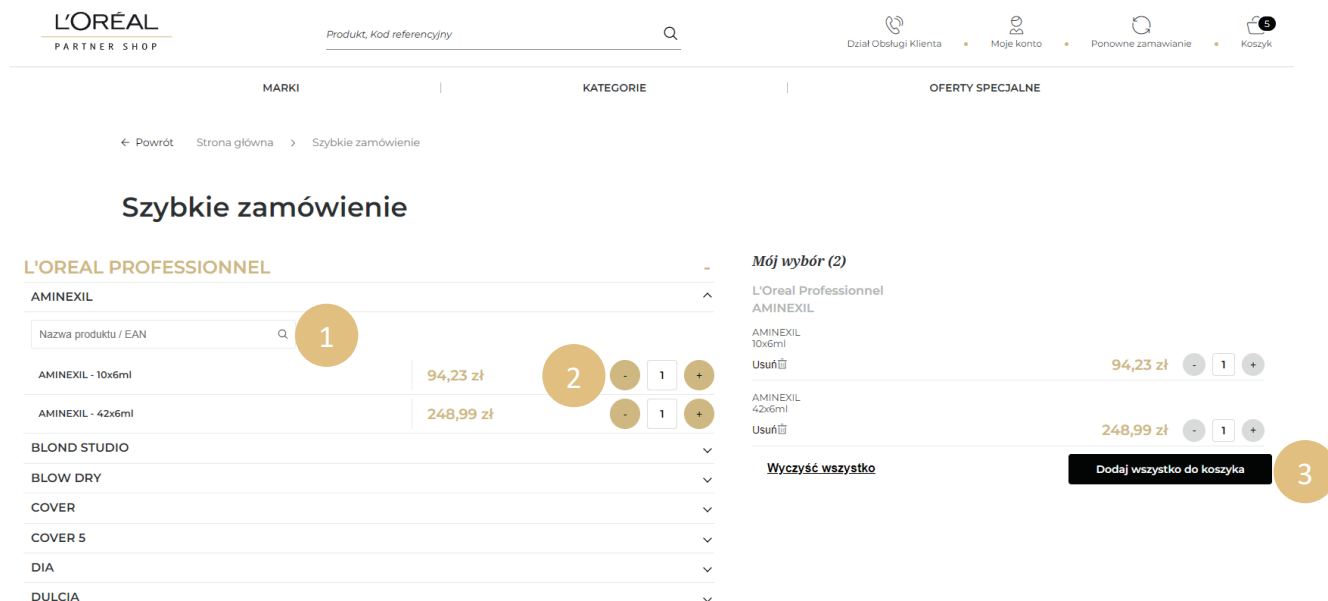 L'ORÉAL
PARTNER SHOP
Produkt, Kod referencyjny
Dział Obsługi Klienta
Moje konto
Ponowne zamawianie
5
Koszyk
MARKI
KATEGORIE
OFERTY SPECJALNE
← Powrót Strona główna > Szybkie zamówienie
Szybkie zamówienie
L'OREAL PROFESSIONNEL -
AMINEXIL
Nazwa produktu / EAN
1
AMINEXIL - 10x6ml 94,23 zł 2 - 1 +
AMINEXIL - 42x6ml 248,99 zł - 1 +
BLOND STUDIO
BLOW DRY
COVER
COVER 5
DIA
DULCIA
Mój wybór (2)
L'Oreal Professionnel
AMINEXIL
AMINEXIL
10x6ml
Usuń 94,23 zł - 1 +
AMINEXIL
42x6ml
Usuń 248,99 zł - 1 +
Wyczyść wszystko Dodaj wszystko do koszyka 3